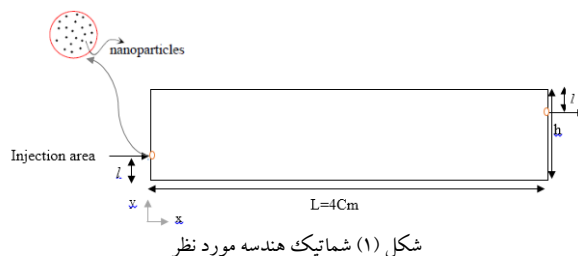 nanoparticles
l
h
Injection area
l
y
x
L=4Cm
شکل (۱) شماتیک هندسه مورد نظر